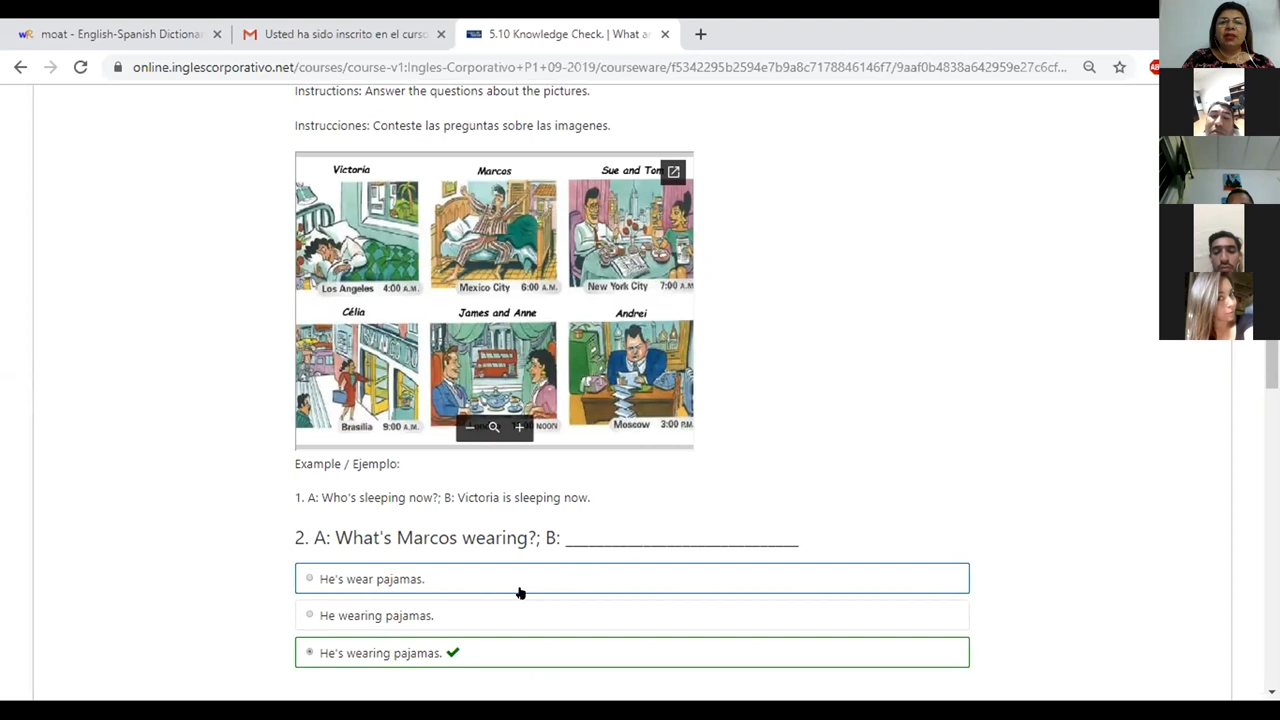 moat - English-Spanish Dictiona
Usted ha sido inscrito en el curso
5.10 Knowledge Check. | What a
online.inglescorporativo.net/courses/course-v1:Ingles-Corporativo+P1+09-2019/courseware/f5342295b2594e7b9a8c7178846146f7/9aaf0b4838a642959e27c6cf...
Instructions: Answer the questions about the pictures.
Instrucciones: Conteste las preguntas sobre las imagenes.
Victoria Marcos Sue and Tom
Los Angeles 4:00 A.M. Mexico City 6:00 A.M. New York City 7:00 A.M
Célia James and Anne Andrei
Brasilia 9:00 A.M. NOON Moscow 3:00 P.M.
Example / Ejemplo:
1. A: Who's sleeping now?; B: Victoria is sleeping now.
2. A: What's Marcos wearing?; B: ____________________________
He's wear pajamas.
He wearing pajamas.
He's wearing pajamas.